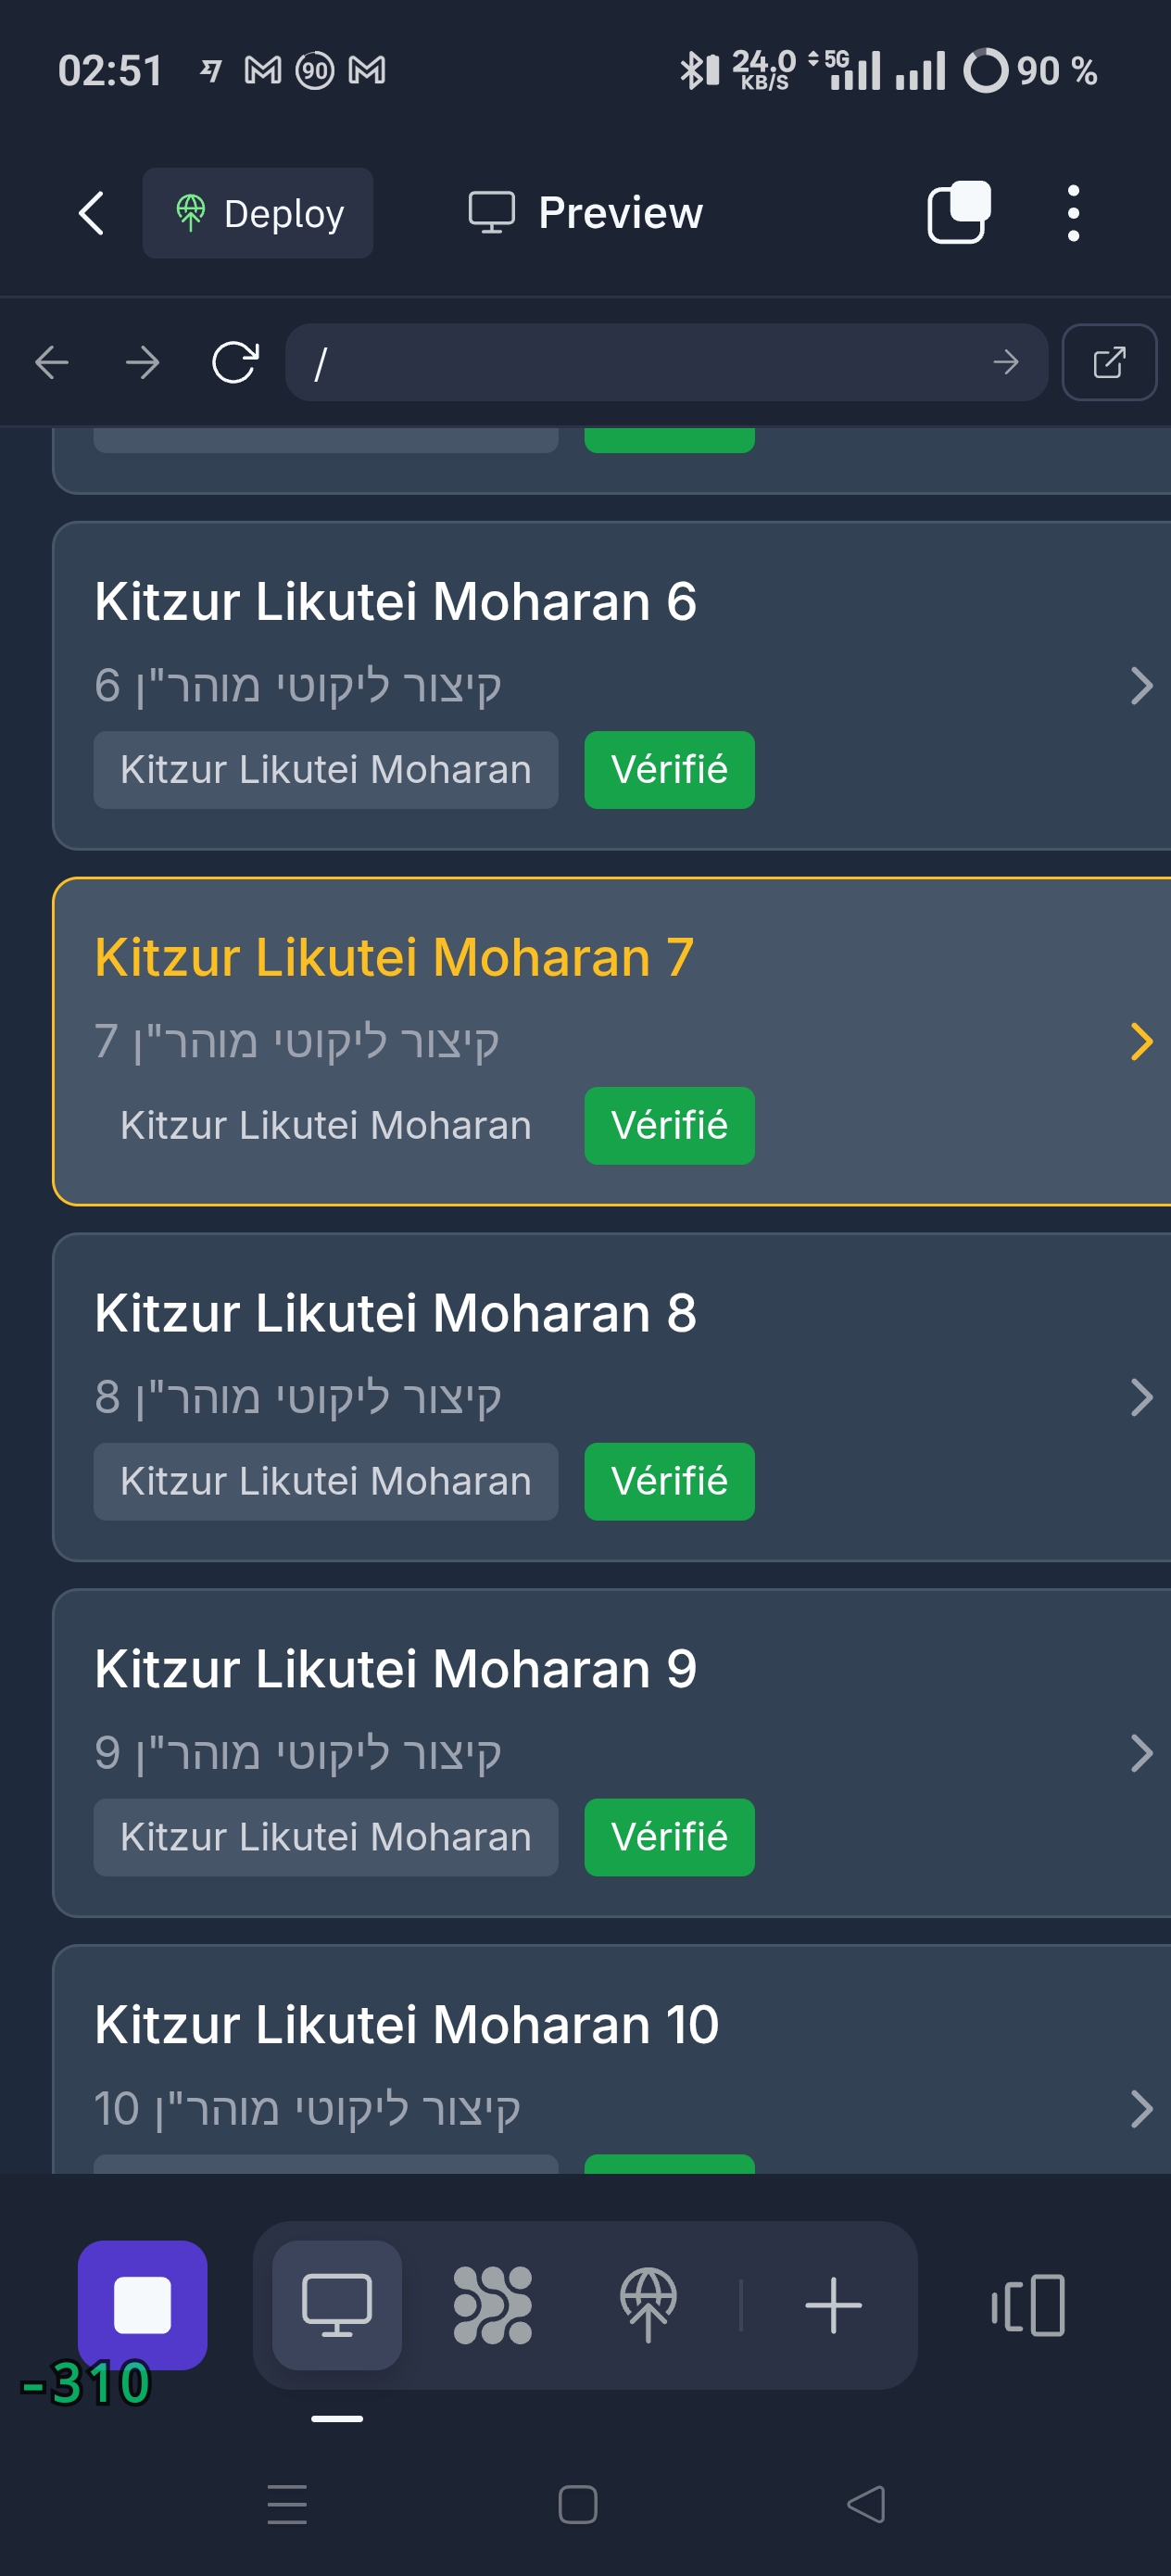 02:51 90 24.0 KB/S 5G 90 %
Deploy Preview
/
Kitzur Likutei Moharan 6
קיצור ליקוטי מוהר"ן 6
Kitzur Likutei Moharan Vérifié
Kitzur Likutei Moharan 7
קיצור ליקוטי מוהר"ן 7
Kitzur Likutei Moharan Vérifié
Kitzur Likutei Moharan 8
קיצור ליקוטי מוהר"ן 8
Kitzur Likutei Moharan Vérifié
Kitzur Likutei Moharan 9
קיצור ליקוטי מוהר"ן 9
Kitzur Likutei Moharan Vérifié
Kitzur Likutei Moharan 10
קיצור ליקוטי מוהר"ן 10
-310